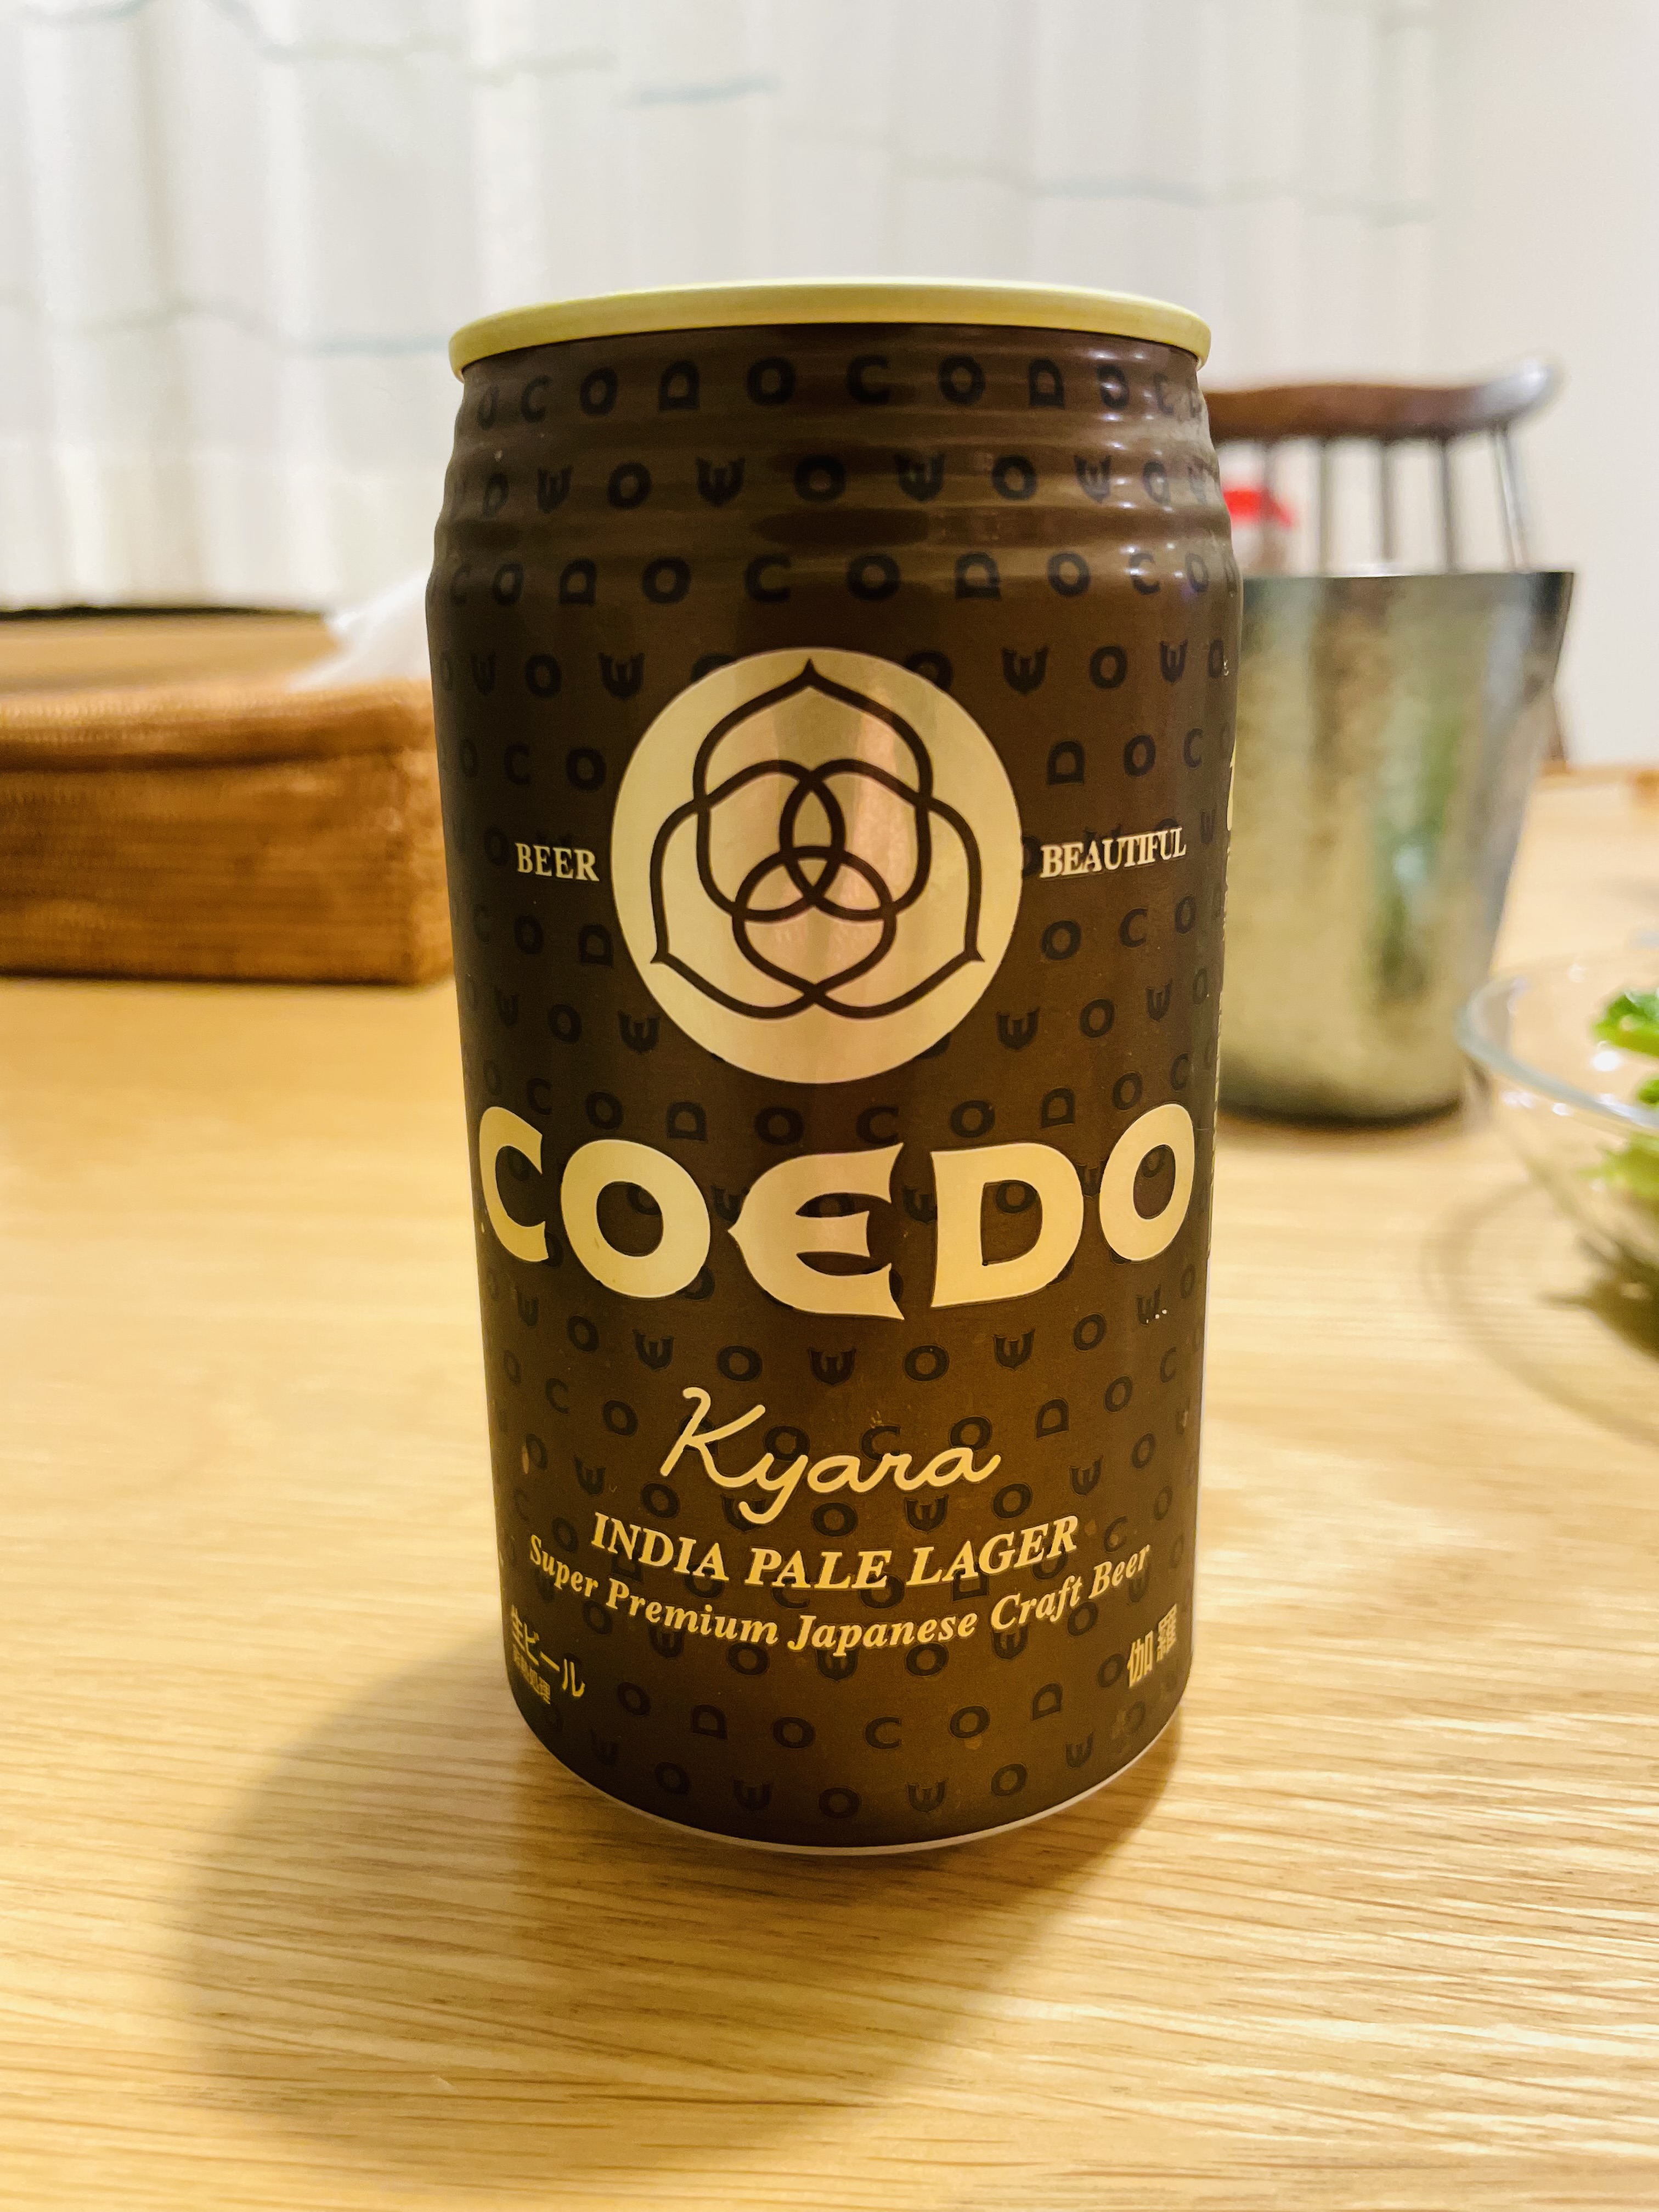 BEER BEAUTIFUL
COEDO
Kyara
INDIA PALE LAGER
Super Premium Japanese Craft Beer
生ビール
伽羅